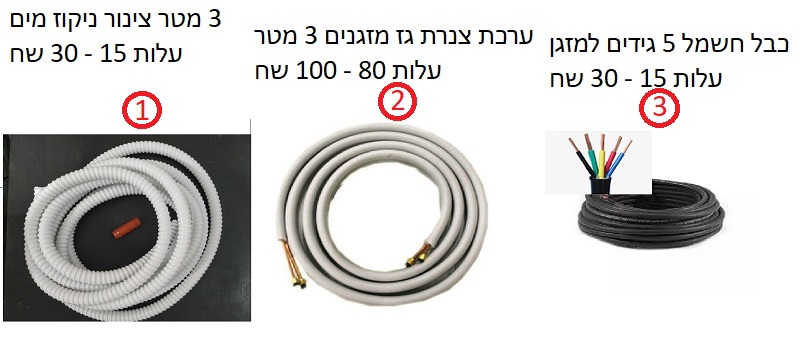 3 מטר צינור ניקוז מים
עלות 15 - 30 שח
1
ערכת צנרת גז מזגנים 3 מטר
עלות 80 - 100 שח
2
כבל חשמל 5 גידים למזגן
עלות 15 - 30 שח
3